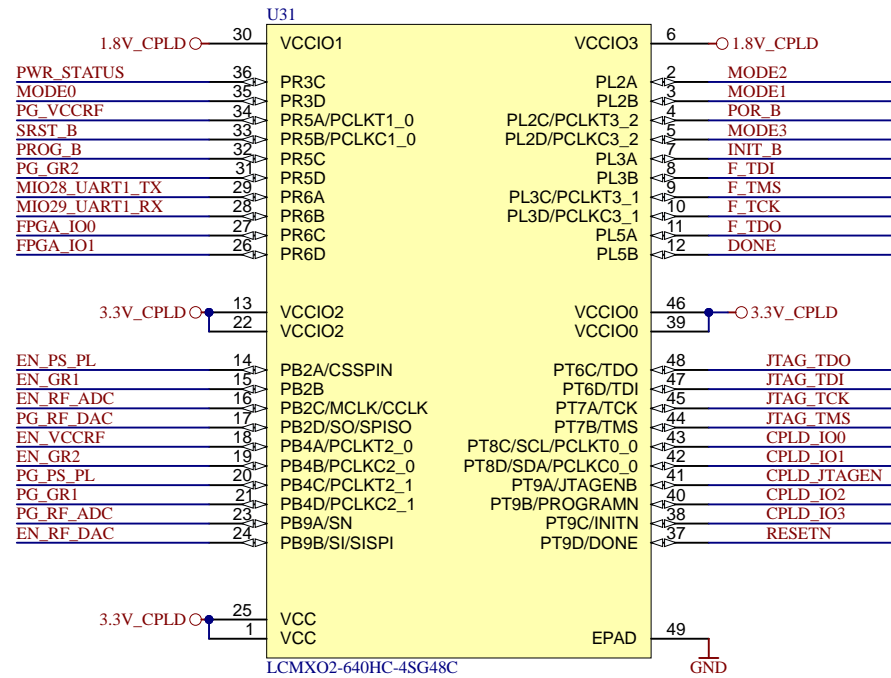 U31
1.8V_CPLD 30 VCCIO1 VCCIO3 6 1.8V_CPLD
PWR_STATUS 36 PR3C PL2A 2 MODE2
MODE0 35 PR3D PL2B 3 MODE1
PG_VCCRF 34 PR5A/PCLKT1_0 PL2C/PCLKT3_2 4 POR_B
SRST_B 33 PR5B/PCLKC1_0 PL2D/PCLKC3_2 5 MODE3
PROG_B 32 PR5C PL3A 7 INIT_B
PG_GR2 31 PR5D PL3B 8 F_TDI
MIO28_UART1_TX 29 PR6A PL3C/PCLKT3_1 9 F_TMS
MIO29_UART1_RX 28 PR6B PL3D/PCLKC3_1 10 F_TCK
FPGA_IO0 27 PR6C PL5A 11 F_TDO
FPGA_IO1 26 PR6D PL5B 12 DONE
3.3V_CPLD 13 VCCIO2 VCCIO0 46 3.3V_CPLD
22 VCCIO2 VCCIO0 39
EN_PS_PL 14 PB2A/CSSPIN PT6C/TDO 48 JTAG_TDO
EN_GR1 15 PB2B PT6D/TDI 47 JTAG_TDI
EN_RF_ADC 16 PB2C/MCLK/CCLK PT7A/TCK 45 JTAG_TCK
PG_RF_DAC 17 PB2D/SO/SPISO PT7B/TMS 44 JTAG_TMS
EN_VCCRF 18 PB4A/PCLKT2_0 PT8C/SCL/PCLKT0_0 43 CPLD_IO0
EN_GR2 19 PB4B/PCLKC2_0 PT8D/SDA/PCLKC0_0 42 CPLD_IO1
PG_PS_PL 20 PB4C/PCLKT2_1 PT9A/JTAGENB 41 CPLD_JTAGEN
PG_GR1 21 PB4D/PCLKC2_1 PT9B/PROGRAMN 40 CPLD_IO2
PG_RF_ADC 23 PB9A/SN PT9C/INITN 38 CPLD_IO3
EN_RF_DAC 24 PB9B/SI/SISPI PT9D/DONE 37 RESETN
3.3V_CPLD 25 VCC
1 VCC EPAD 49
LCMXO2-640HC-4SG48C GND